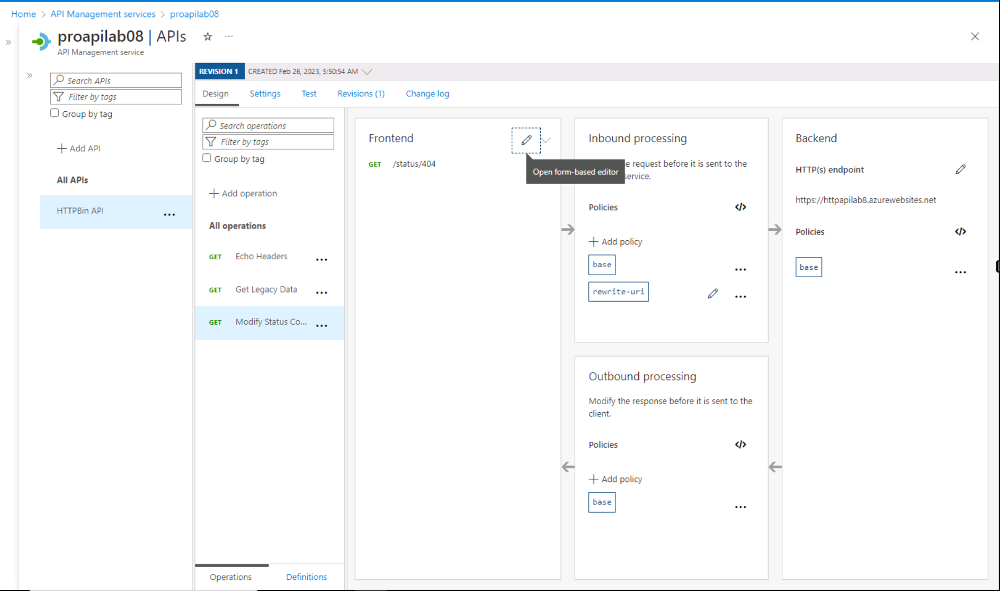 Home > API Management services > proapilab08
proapilab08 | APIs
API Management service
Search APIs
Filter by tags
Group by tag
Add API
All APIs
HTTPBin API
REVISION 1 CREATED Feb 26, 2023, 5:50:54 AM
Design Settings Test Revisions (1) Change log
Search operations
Filter by tags
Group by tag
Add operation
All operations
GET Echo Headers
GET Get Legacy Data
GET Modify Status Co...
Operations Definitions
Frontend
GET /status/404
Open form-based editor
Inbound processing
request before it is sent to the
service.
Policies </>
Add policy
base
rewrite-uri
Outbound processing
Modify the response before it is sent to the
client.
Policies </>
Add policy
base
Backend
HTTP(s) endpoint
https://httpapilab8.azurewebsites.net
Policies </>
base